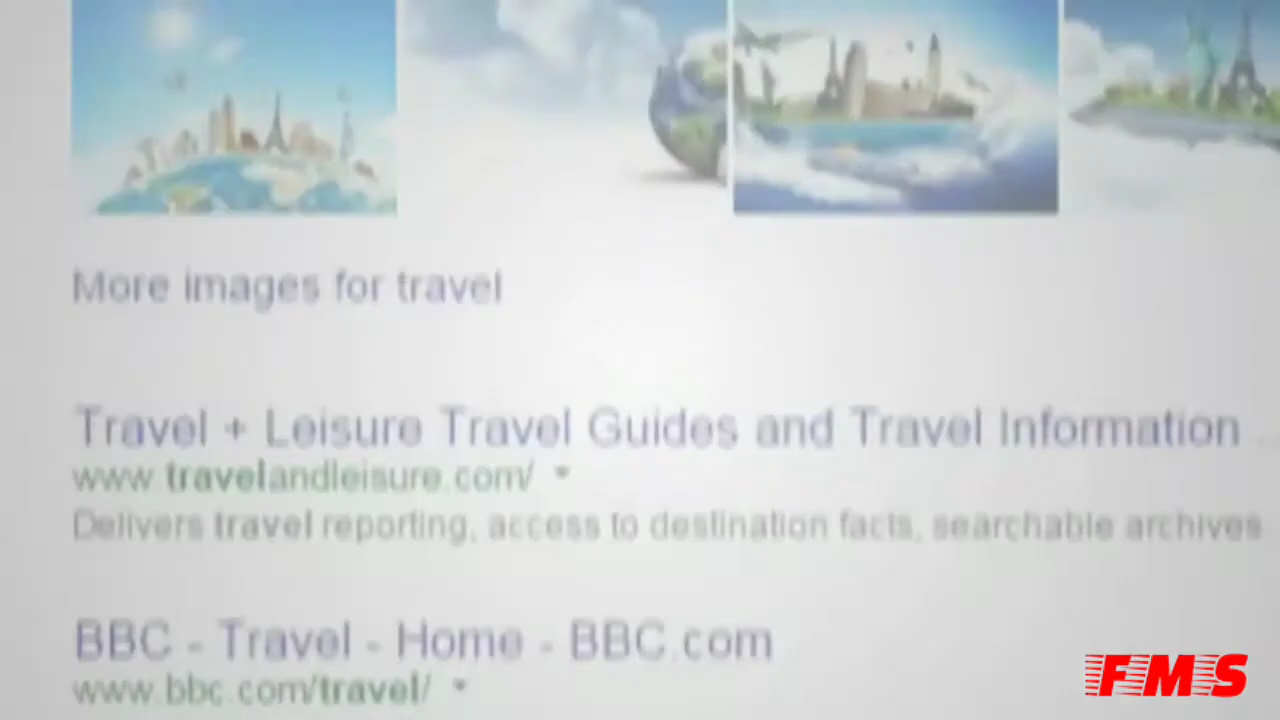 More images for travel
Travel + Leisure Travel Guides and Travel Information
www.travelandleisure.com/
Delivers travel reporting, access to destination facts, searchable archives
BBC - Travel - Home - BBC.com
www.bbc.com/travel/
FMS